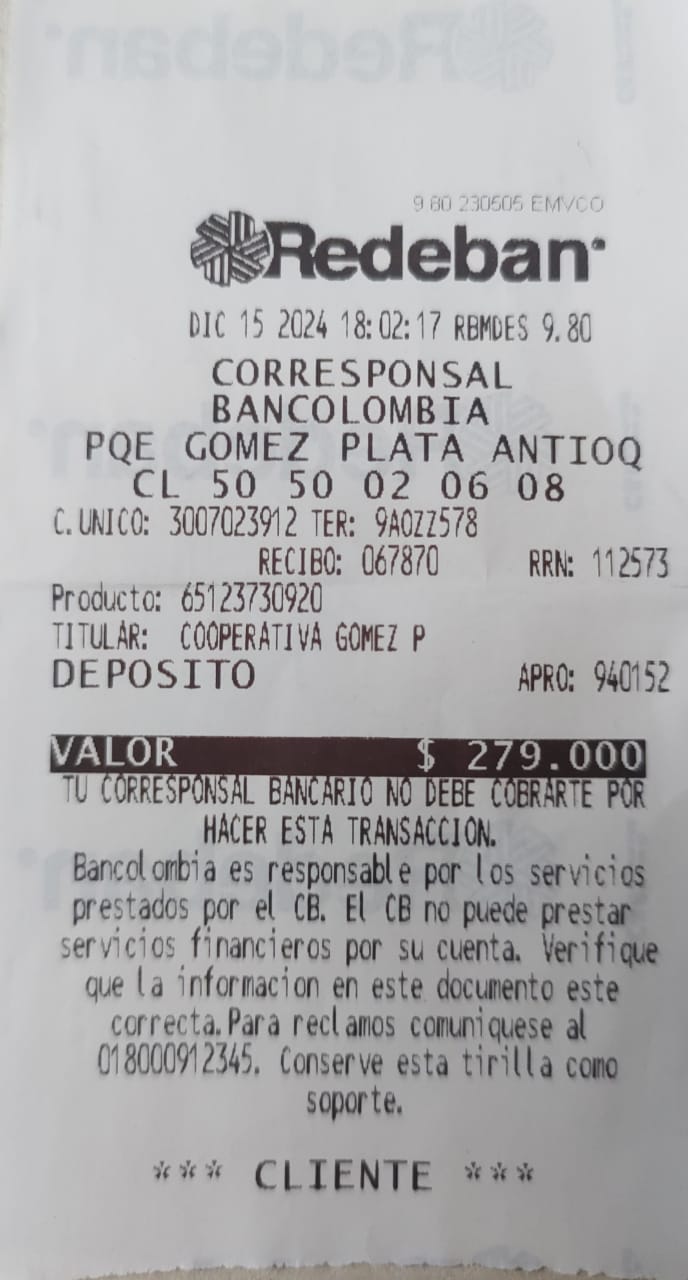 9.80 230505 EMVCO
Redeban
DIC 15 2024 18:02:17 RBMDES 9.80
CORRESPONSAL
BANCOLOMBIA
PQE GOMEZ PLATA ANTIOQ
CL 50 50 02 06 08
C. UNICO: 3007023912 TER: 9A0ZZ578
RECIBO: 067870 RRN: 112573
Producto: 65123730920
TITULAR: COOPERATIVA GOMEZ P
DEPOSITO APRO: 940152
VALOR $ 279.000
TU CORRESPONSAL BANCARIO NO DEBE COBRARTE POR
HACER ESTA TRANSACCION.
Bancolombia es responsable por los servicios
prestados por el CB. El CB no puede prestar
servicios financieros por su cuenta. Verifique
que la informacion en este documento este
correcta. Para reclamos comuniquese al
018000912345. Conserve esta tirilla como
soporte.
*** CLIENTE ***